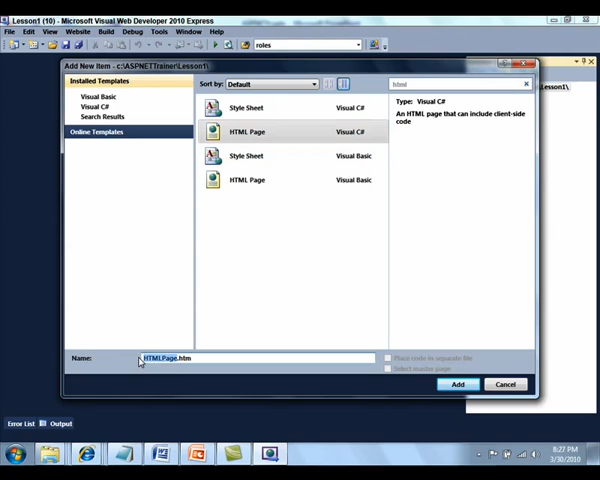 Lesson1 (10) - Microsoft Visual Web Developer 2010 Express
File Edit View Website Build Debug Tools Window Help
roles
Add New Item - c:\ASPNETTrainer\Lesson1\
Installed Templates
Visual Basic
Visual C#
Search Results
Online Templates
Sort by: Default
html
Style Sheet Visual C#
HTML Page Visual C#
Style Sheet Visual Basic
HTML Page Visual Basic
Type: Visual C#
An HTML page that can include client-side
code
Lesson1\
Name: HTMLPage.htm
Place code in separate file
Select master page
Add Cancel
Error List Output
8:27 PM
3/30/2010